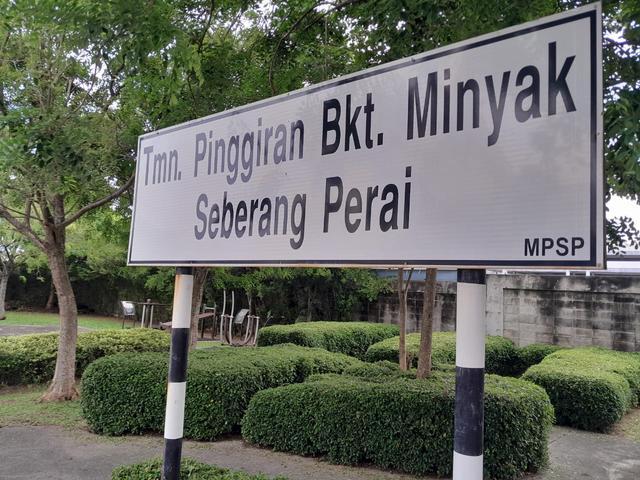 Tmn. Pinggiran Bkt. Minyak
Seberang Perai
MPSP